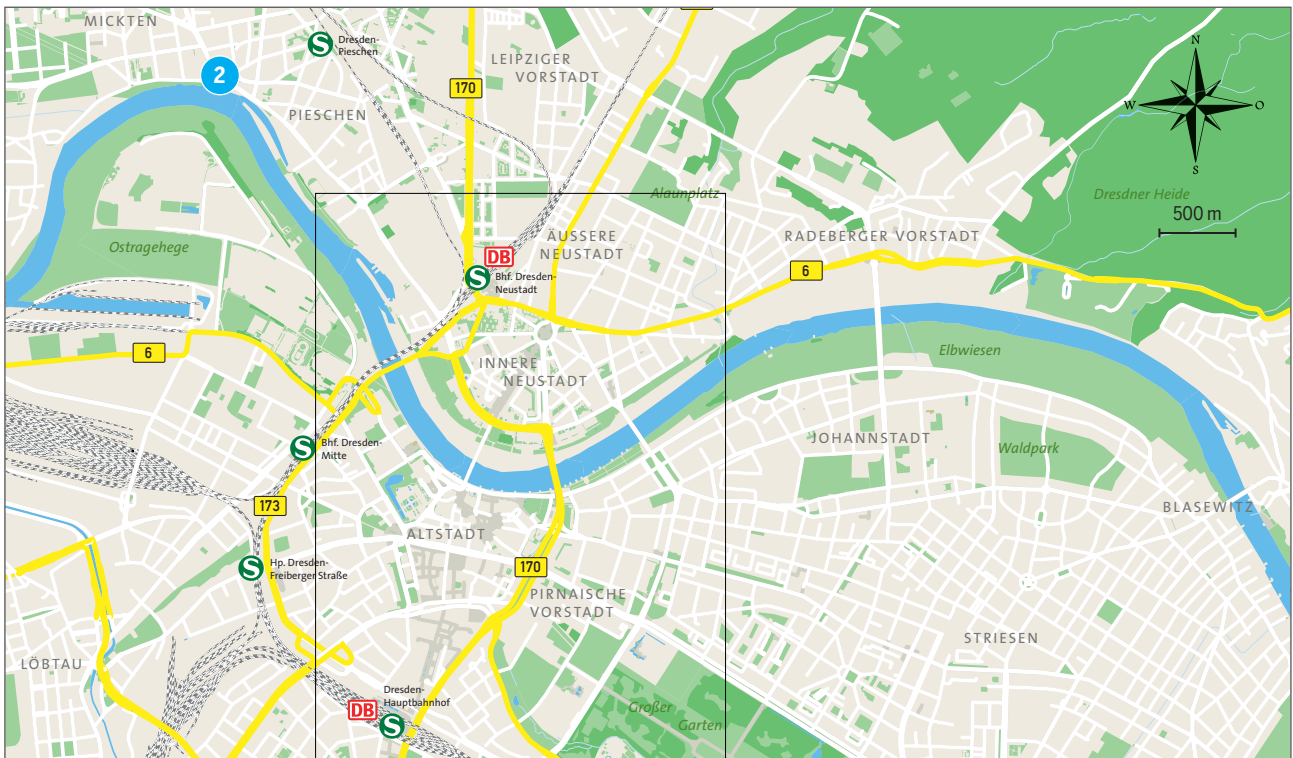 MICKTEN
S
Dresden-
Pieschen
2
LEIPZIGER
VORSTADT
170
PIESCHEN
N
W
O
S
Alaunplatz
Dresdner Heide
500 m
Ostragehege
ÄUSSERE
NEUSTADT
RADEBERGER VORSTADT
DB
S
Bhf. Dresden-
Neustadt
6
6
INNERE
NEUSTADT
Elbwiesen
S
Bhf. Dresden-
Mitte
JOHANNSTADT
Waldpark
173
BLASEWITZ
ALTSTADT
S
Hp. Dresden-
Freiberger Straße
170
PIRNAISCHE
VORSTADT
STRIESEN
LÖBTAU
Dresden-
Hauptbahnhof
DB
S
Großer
Garten